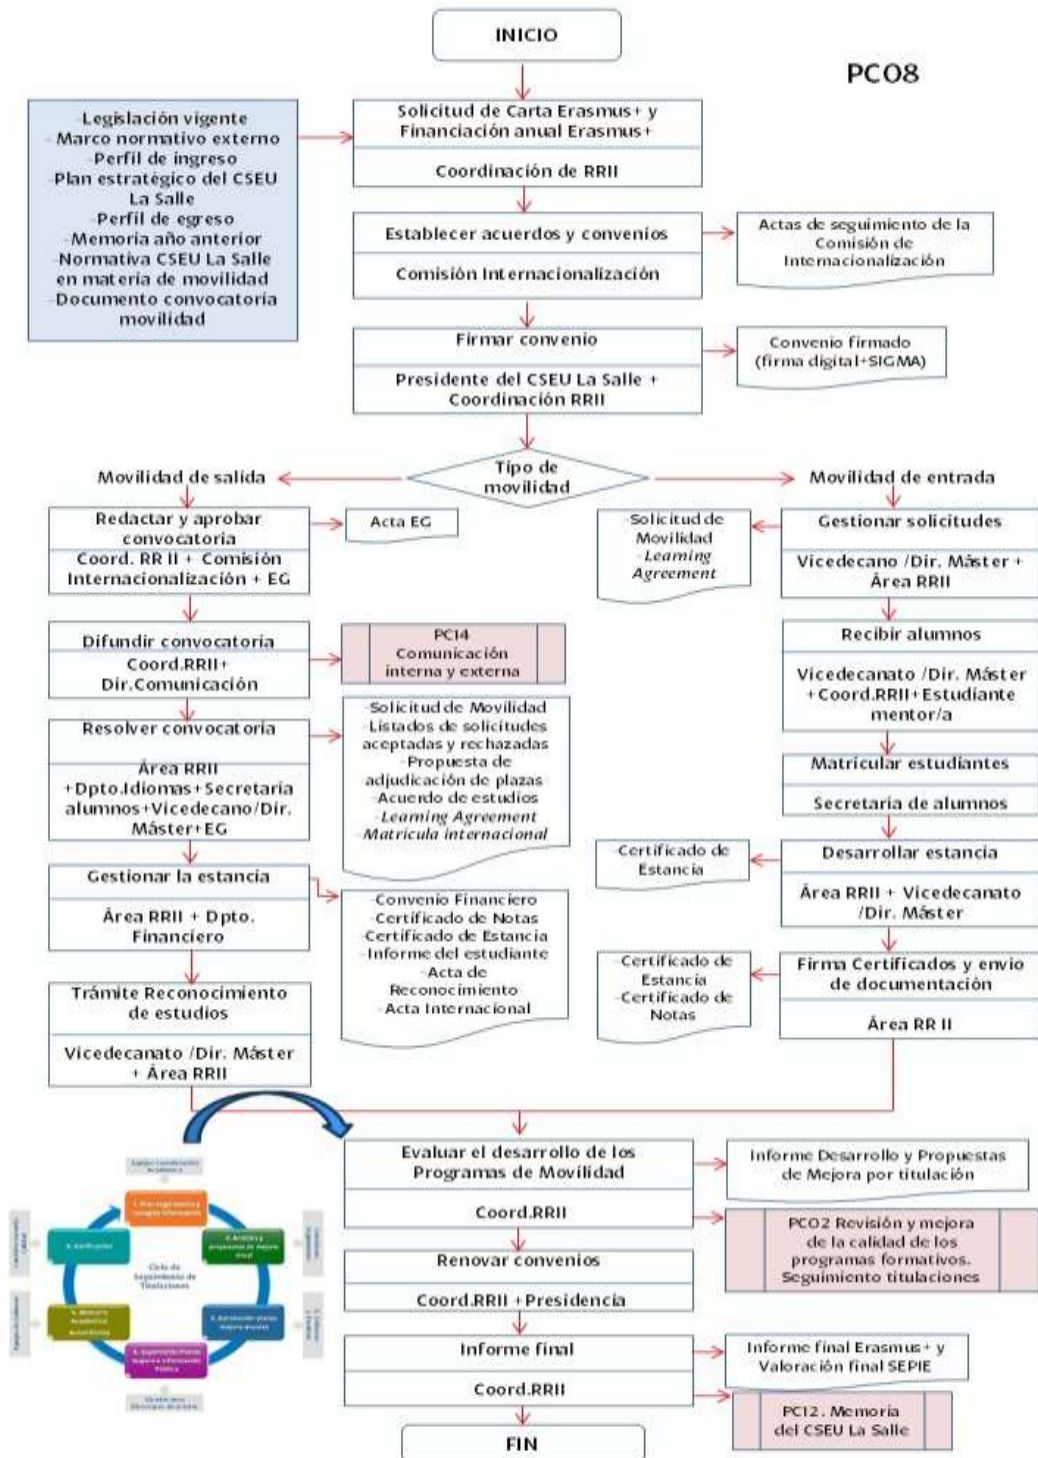 INICIO
PC08
-Legislación vigente
-Marco normativo externo
-Perfil de ingreso
-Plan estratégico del CSEU
La Salle
-Perfil de egreso
-Memoria año anterior
-Normativa CSEU La Salle
en materia de movilidad
-Documento convocatoria
movilidad
Solicitud de Carta Erasmus+ y
Financiación anual Erasmus+
Coordinación de RRII
Establecer acuerdos y convenios
Comisión Internacionalización
Actas de seguimiento de la
Comisión de
Internacionalización
Firmar convenio
Presidente del CSEU La Salle +
Coordinación RRII
Convenio firmado
(firma digital+SIGMA)
Tipo de
movilidad
Movilidad de salida
Movilidad de entrada
Redactar y aprobar
convocatoria
Coord. RR II + Comisión
Internacionalización + EG
Acta EG
Difundir convocatoria
Coord.RRII+
Dir.Comunicación
PC14
Comunicación
interna y externa
Resolver convocatoria
Área RRII
+Dpto.Idiomas+Secretaría
alumnos+Vicedecano/Dir.
Máster+EG
-Solicitud de Movilidad
-Listados de solicitudes
aceptadas y rechazadas
-Propuesta de
adjudicación de plazas
-Acuerdo de estudios
-Learning Agreement
-Matrícula internacional
Gestionar la estancia
Área RRII + Dpto.
Financiero
-Convenio Financiero
-Certificado de Notas
-Certificado de Estancia
-Informe del estudiante
-Acta de
Reconocimiento
-Acta Internacional
Trámite Reconocimiento
de estudios
Vicedecanato /Dir. Máster
+ Área RRII
-Solicitud de
Movilidad
-Learning
Agreement
Gestionar solicitudes
Vicedecano /Dir. Máster +
Área RRII
Recibir alumnos
Vicedecanato /Dir. Máster
+Coord.RRII+Estudiante
mentor/a
Matricular estudiantes
Secretaría de alumnos
-Certificado de
Estancia
Desarrollar estancia
Área RRII + Vicedecanato
/Dir. Máster
-Certificado de
Estancia
-Certificado de
Notas
Firma Certificados y envio
de documentación
Área RR II
Evaluar el desarrollo de los
Programas de Movilidad
Coord.RRII
Informe Desarrollo y Propuestas
de Mejora por titulación
PC02 Revisión y mejora
de la calidad de los
programas formativos.
Seguimiento titulaciones
Renovar convenios
Coord.RRII +Presidencia
Informe final
Coord.RRII
Informe final Erasmus+ y
Valoración final SEPIE
PC12. Memoria
del CSEU La Salle
FIN
Ciclo de
Seguimiento de
Titulaciones